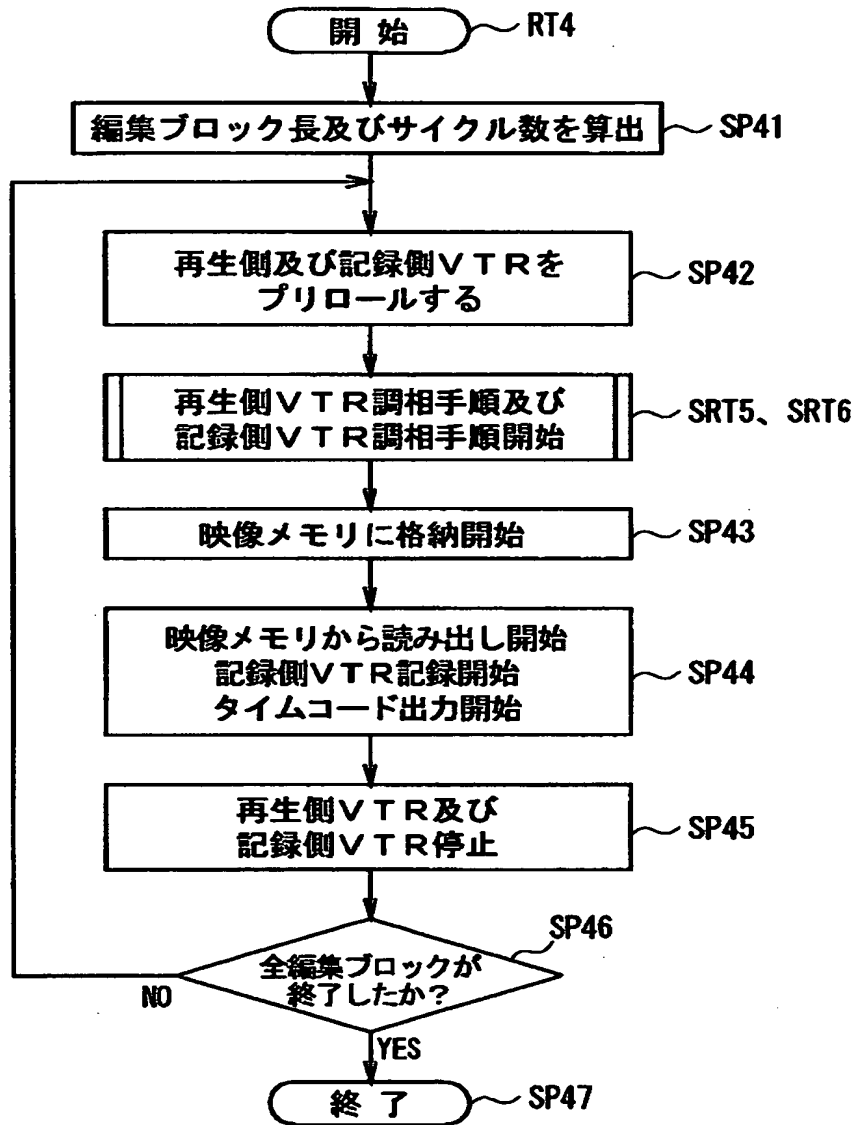 開 始
RT4
編集ブロック長及びサイクル数を算出
SP41
再生側及び記録側VTRを
プリロールする
SP42
再生側VTR調相手順及び
記録側VTR調相手順開始
SRT5、SRT6
映像メモリに格納開始
SP43
映像メモリから読み出し開始
記録側VTR記録開始
タイムコード出力開始
SP44
再生側VTR及び
記録側VTR停止
SP45
SP46
全編集ブロックが
終了したか?
NO
YES
終 了
SP47